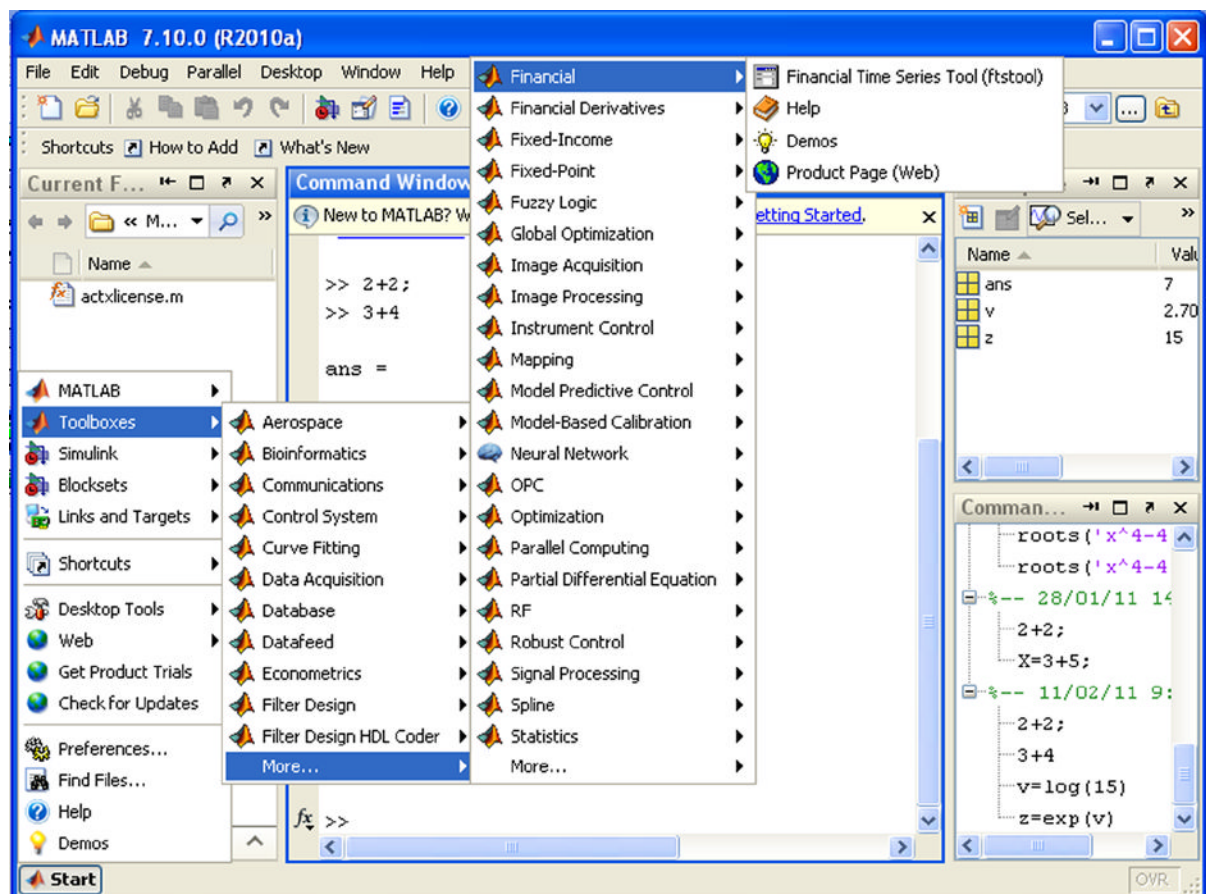 MATLAB 7.10.0 (R2010a)
File Edit Debug Parallel Desktop Window Help
Shortcuts How to Add What's New
Current F...
« M...
»
Name
actxlicense.m
Command Window
New to MATLAB? W
etting Started.
>> 2+2;
>> 3+4
ans =
fx >>
Sel...
»
Name Valu
ans 7
v 2.70
z 15
Comman...
roots('x^4-4
roots('x^4-4
%-- 28/01/11 14
2+2;
X=3+5;
%-- 11/02/11 9:
2+2;
3+4
v=log(15)
z=exp(v)
MATLAB
Toolboxes
Simulink
Blocksets
Links and Targets
Shortcuts
Desktop Tools
Web
Get Product Trials
Check for Updates
Preferences...
Find Files...
Help
Demos
Aerospace
Bioinformatics
Communications
Control System
Curve Fitting
Data Acquisition
Database
Datafeed
Econometrics
Filter Design
Filter Design HDL Coder
More...
Financial
Financial Derivatives
Fixed-Income
Fixed-Point
Fuzzy Logic
Global Optimization
Image Acquisition
Image Processing
Instrument Control
Mapping
Model Predictive Control
Model-Based Calibration
Neural Network
OPC
Optimization
Parallel Computing
Partial Differential Equation
RF
Robust Control
Signal Processing
Spline
Statistics
More...
Financial Time Series Tool (ftstool)
Help
Demos
Product Page (Web)
Start
OVR